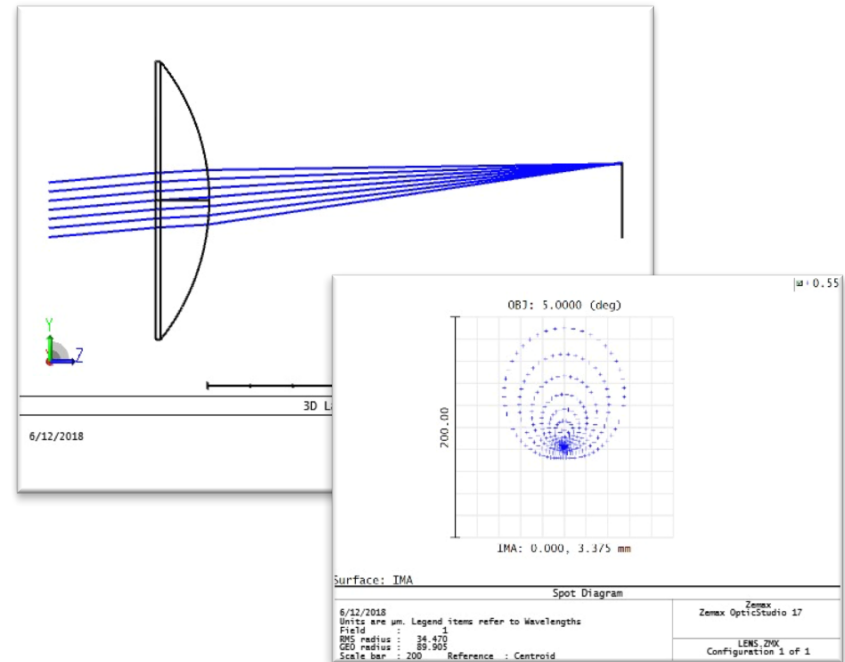 Y
Z
3D L
6/12/2018
0.55
OBJ: 5.0000 (deg)
200.00
IMA: 0.000, 3.375 mm
Surface: IMA
Spot Diagram
6/12/2018
Units are µm. Legend items refer to Wavelengths
Field : 1
RMS radius : 34.470
GEO radius : 89.905
Scale bar : 200 Reference : Centroid
Zemax
Zemax OpticStudio 17
LENS.ZMX
Configuration 1 of 1